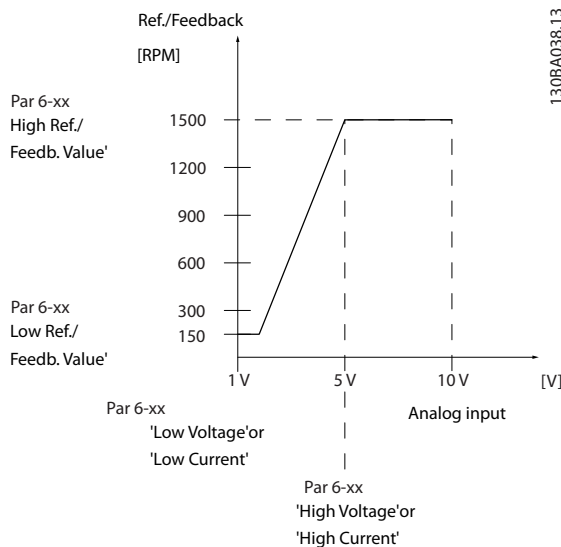 Ref./Feedback
[RPM]
130BA038.13
Par 6-xx
High Ref./
Feedb. Value'
1500
1200
900
600
300
150
Par 6-xx
Low Ref./
Feedb. Value'
1 V
5 V
10 V
[V]
Par 6-xx
'Low Voltage'or
'Low Current'
Analog input
Par 6-xx
'High Voltage'or
'High Current'